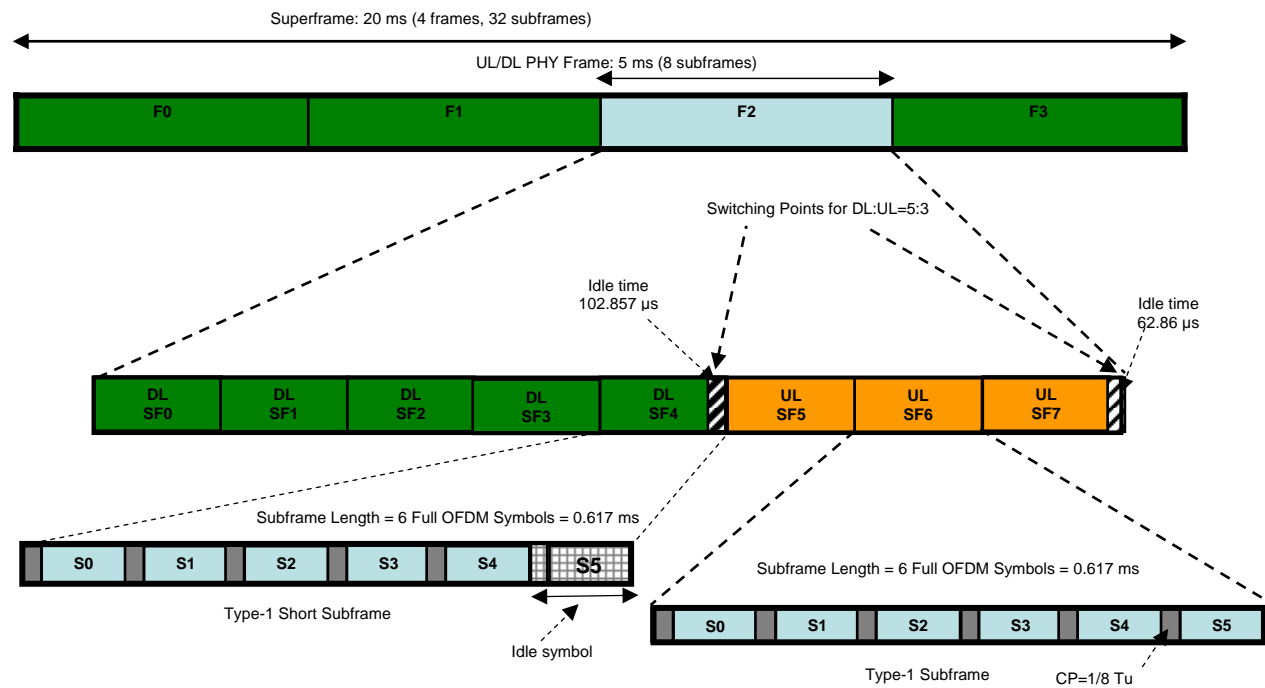 Superframe: 20 ms (4 frames, 32 subframes)
UL/DL PHY Frame: 5 ms (8 subframes)
F0
F1
F2
F3
Switching Points for DL:UL=5:3
Idle time
102.857 µs
Idle time
62.86 µs
DL
SF0
DL
SF1
DL
SF2
DL
SF3
DL
SF4
UL
SF5
UL
SF6
UL
SF7
Subframe Length = 6 Full OFDM Symbols = 0.617 ms
S0
S1
S2
S3
S4
S5
Type-1 Short Subframe
Idle symbol
Subframe Length = 6 Full OFDM Symbols = 0.617 ms
S0
S1
S2
S3
S4
S5
Type-1 Subframe
CP=1/8 Tu